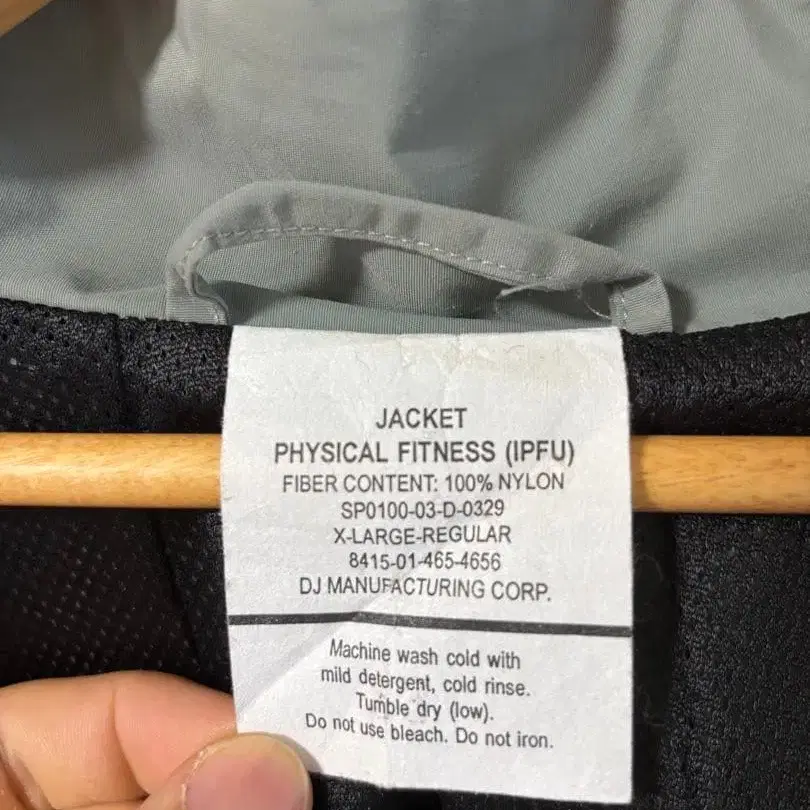 JACKET
PHYSICAL FITNESS (IPFU)
FIBER CONTENT: 100% NYLON
SP0100-03-D-0329
X-LARGE-REGULAR
8415-01-465-4656
DJ MANUFACTURING CORP.
Machine wash cold with
mild detergent, cold rinse.
Tumble dry (low).
Do not use bleach. Do not iron.